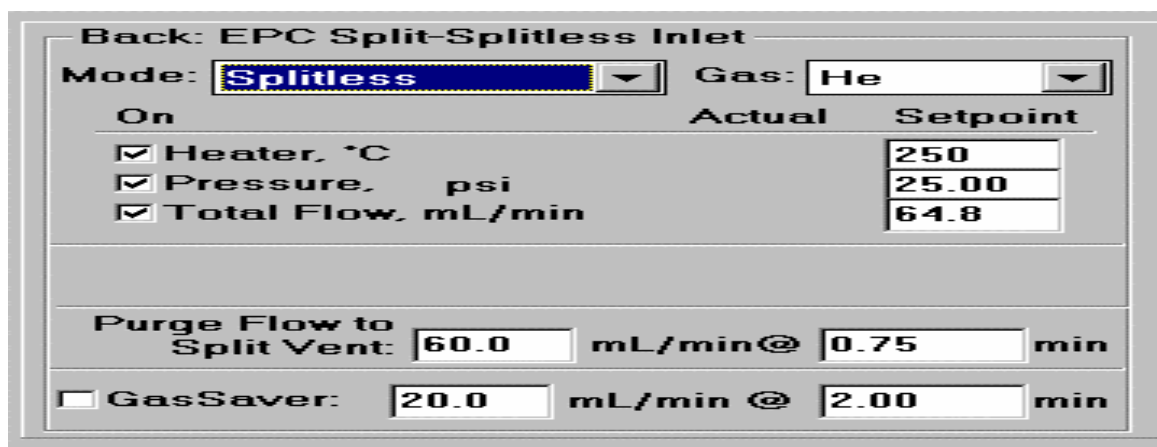 Back: EPC Split-Splitless Inlet
Mode: Splitless Gas: He
On Actual Setpoint
Heater, °C 250
Pressure, psi 25.00
Total Flow, mL/min 64.8
Purge Flow to
Split Vent: 60.0 mL/min@ 0.75 min
GasSaver: 20.0 mL/min @ 2.00 min